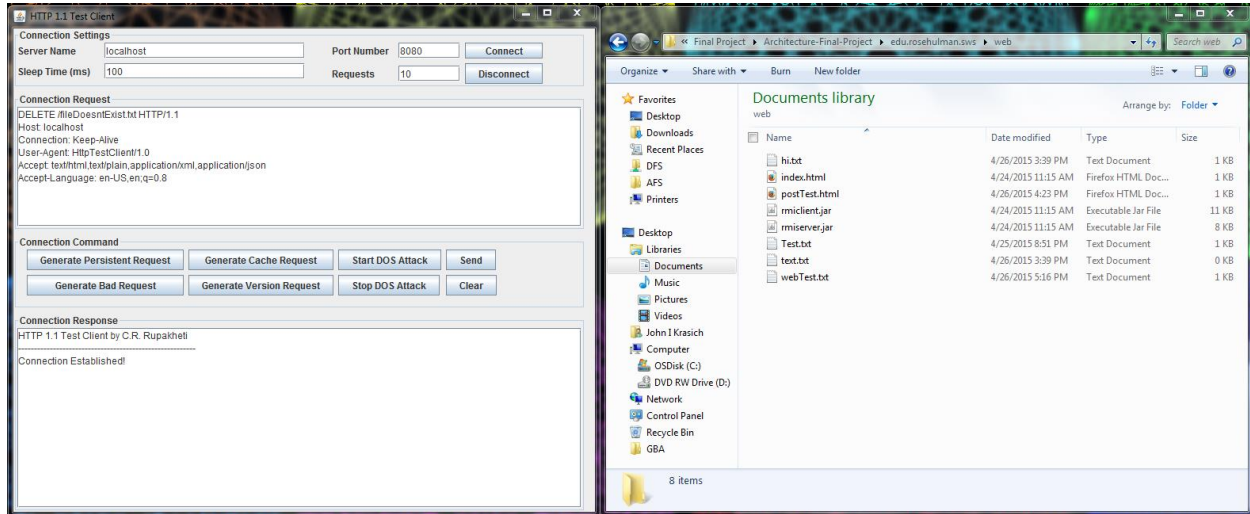 HTTP 1.1 Test Client
Connection Settings
Server Name localhost Port Number 8080 Connect
Sleep Time (ms) 100 Requests 10 Disconnect
Connection Request
DELETE /fileDoesntExist.txt HTTP/1.1
Host: localhost
Connection: Keep-Alive
User-Agent: HttpTestClient/1.0
Accept: text/html,text/plain,application/xml,application/json
Accept-Language: en-US,en;q=0.8
Connection Command
Generate Persistent Request Generate Cache Request Start DOS Attack Send
Generate Bad Request Generate Version Request Stop DOS Attack Clear
Connection Response
HTTP 1.1 Test Client by C.R. Rupakheti
------------------------------------------------------------
Connection Established!
« Final Project ▸ Architecture-Final-Project ▸ edu.rosehulman.sws ▸ web Search web
Organize Share with Burn New folder
Favorites
Desktop
Downloads
Recent Places
DFS
AFS
Printers
Desktop
Libraries
Documents
Music
Pictures
Videos
John I Krasich
Computer
OSDisk (C:)
DVD RW Drive (D:)
Network
Control Panel
Recycle Bin
GBA
Documents library
web
Arrange by: Folder
Name Date modified Type Size
hi.txt 4/26/2015 3:39 PM Text Document 1 KB
index.html 4/24/2015 11:15 AM Firefox HTML Doc... 1 KB
postTest.html 4/26/2015 4:23 PM Firefox HTML Doc... 1 KB
rmiclient.jar 4/24/2015 11:15 AM Executable Jar File 11 KB
rmiserver.jar 4/24/2015 11:15 AM Executable Jar File 8 KB
Test.txt 4/25/2015 8:51 PM Text Document 1 KB
text.txt 4/26/2015 3:39 PM Text Document 0 KB
webTest.txt 4/26/2015 5:16 PM Text Document 1 KB
8 items